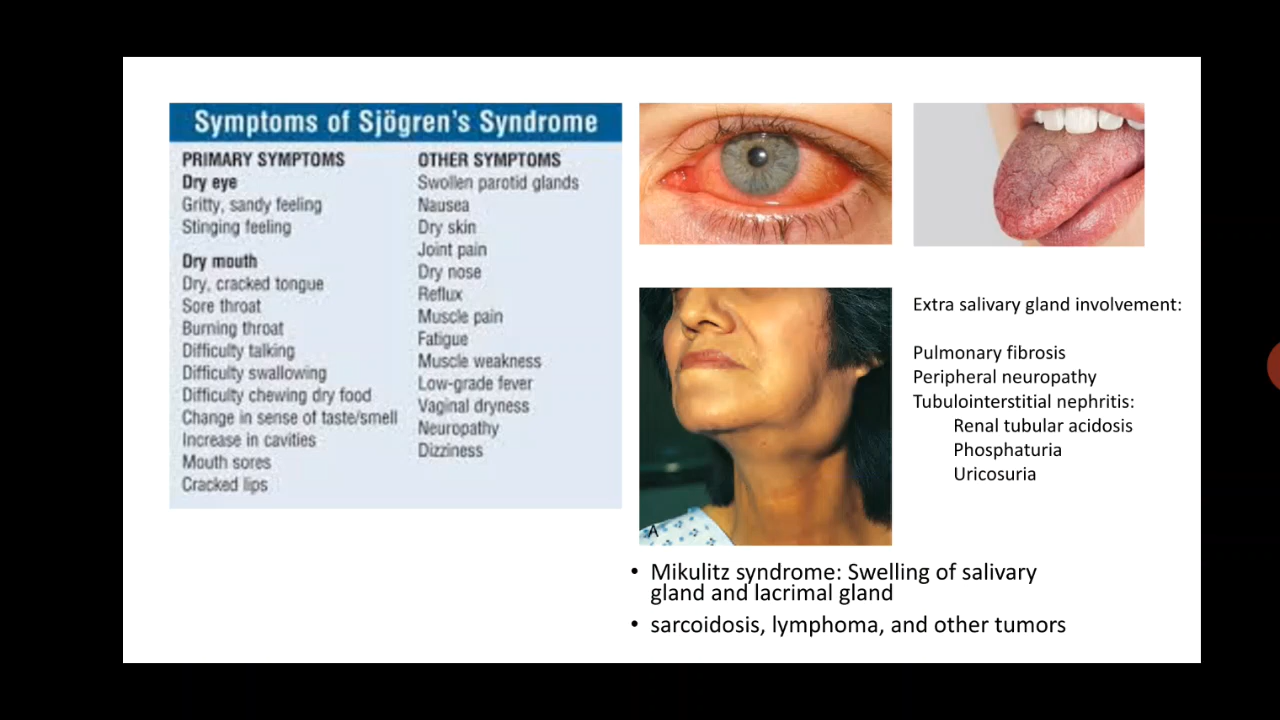 Symptoms of Sjögren's Syndrome
PRIMARY SYMPTOMS
Dry eye
Gritty, sandy feeling
Stinging feeling
Dry mouth
Dry, cracked tongue
Sore throat
Burning throat
Difficulty talking
Difficulty swallowing
Difficulty chewing dry food
Change in sense of taste/smell
Increase in cavities
Mouth sores
Cracked lips
OTHER SYMPTOMS
Swollen parotid glands
Nausea
Dry skin
Joint pain
Dry nose
Reflux
Muscle pain
Fatigue
Muscle weakness
Low-grade fever
Vaginal dryness
Neuropathy
Dizziness
A
Extra salivary gland involvement:
Pulmonary fibrosis
Peripheral neuropathy
Tubulointerstitial nephritis:
Renal tubular acidosis
Phosphaturia
Uricosuria
• Mikulitz syndrome: Swelling of salivary
gland and lacrimal gland
• sarcoidosis, lymphoma, and other tumors